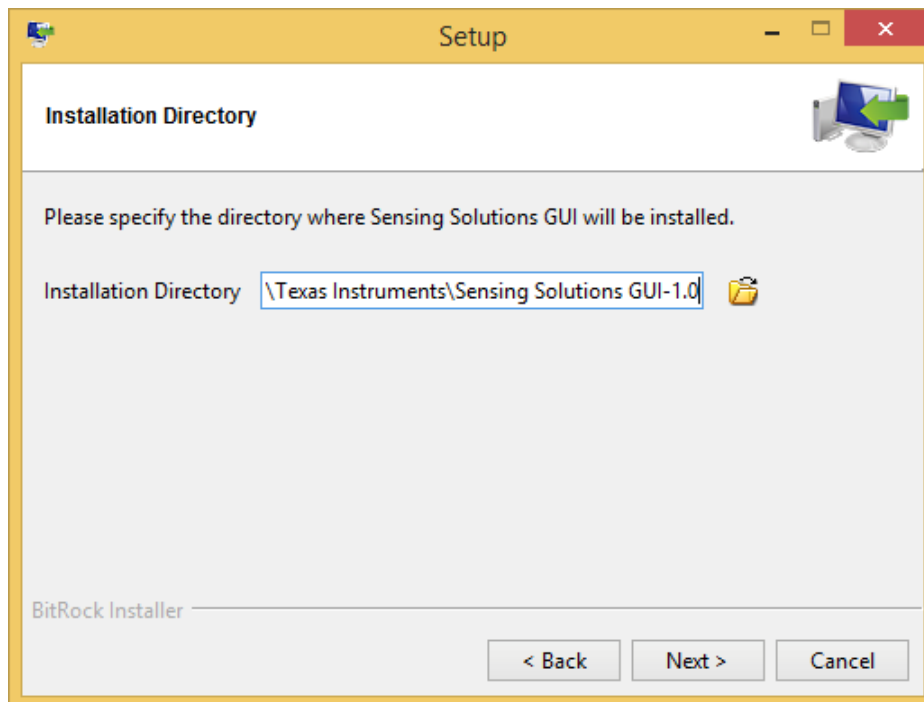 Setup
Installation Directory
Please specify the directory where Sensing Solutions GUI will be installed.
Installation Directory \Texas Instruments\Sensing Solutions GUI-1.0
BitRock Installer
< Back Next > Cancel